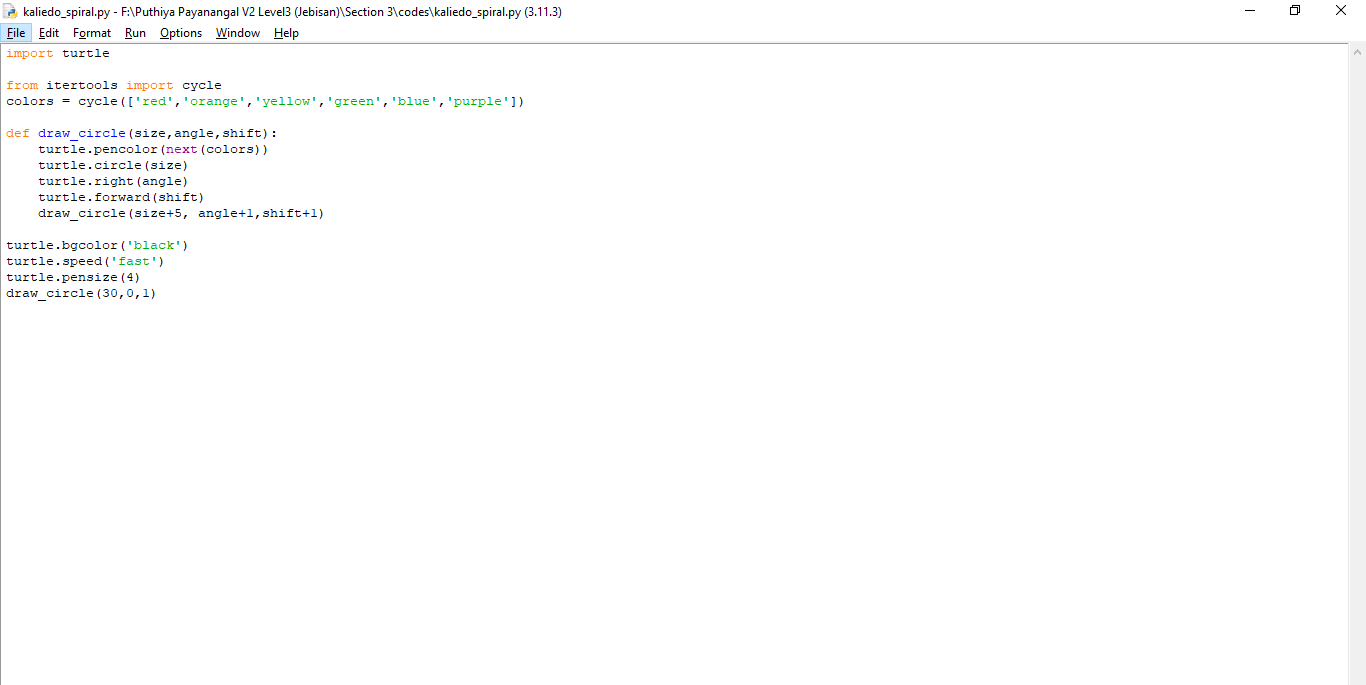 kaliedo_spiral.py - F:\Puthiya Payanangal V2 Level3 (Jebisan)\Section 3\codes\kaliedo_spiral.py (3.11.3)
File Edit Format Run Options Window Help
import turtle
from itertools import cycle
colors = cycle(['red','orange','yellow','green','blue','purple'])
def draw_circle(size,angle,shift):
    turtle.pencolor(next(colors))
    turtle.circle(size)
    turtle.right(angle)
    turtle.forward(shift)
    draw_circle(size+5, angle+1,shift+1)
turtle.bgcolor('black')
turtle.speed('fast')
turtle.pensize(4)
draw_circle(30,0,1)